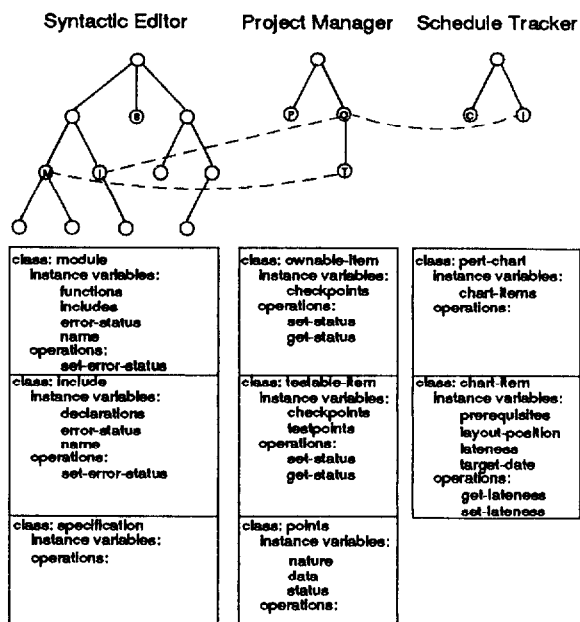 Syntactic Editor
Project Manager
Schedule Tracker
S
P
O
C
I
M
I
T
class: module
instance variables:
functions
includes
error-status
name
operations:
set-error-status
class: include
instance variables:
declarations
error-status
name
operations:
set-error-status
class: specification
instance variables:
operations:
class: ownable-item
instance variables:
checkpoints
operations:
set-status
get-status
class: testable-item
instance variables:
checkpoints
testpoints
operations:
set-status
get-status
class: points
instance variables:
nature
data
status
operations:
class: pert-chart
instance variables:
chart-items
operations:
class: chart-item
instance variables:
prerequisites
layout-position
lateness
target-date
operations:
get-lateness
set-lateness